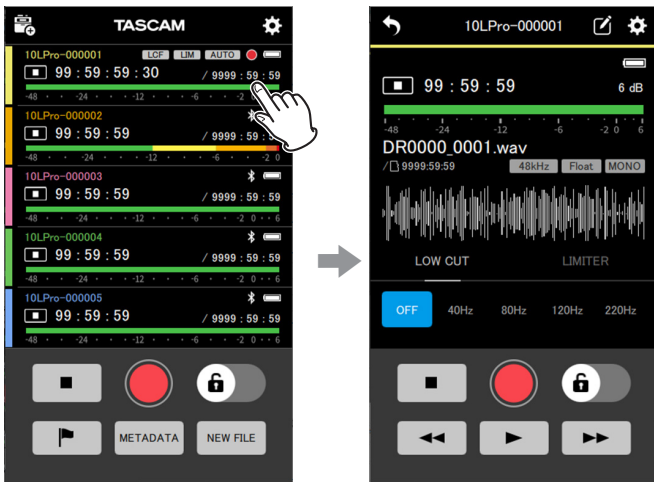 TASCAM
10LPro-000001 LCF LIM AUTO
99 : 59 : 59 : 30 / 9999 : 59 : 59
-48 -24 -12 -6 -2 0
10LPro-000002
99 : 59 : 59 / 9999 : 59 : 59
-48 -24 -12 -6 -2 0
10LPro-000003
99 : 59 : 59 / 9999 : 59 : 59
-48 -24 -12 -6 -2 0 6
10LPro-000004
99 : 59 : 59 / 9999 : 59 : 59
-48 -24 -12 -6 -2 0 6
10LPro-000005
99 : 59 : 59 / 9999 : 59 : 59
-48 -24 -12 -6 -2 0 6
METADATA NEW FILE
10LPro-000001
99 : 59 : 59 6 dB
-48 -24 -12 -6 -2 0 6
DR0000_0001.wav
/ 9999:59:59 48kHz Float MONO
LOW CUT LIMITER
OFF 40Hz 80Hz 120Hz 220Hz